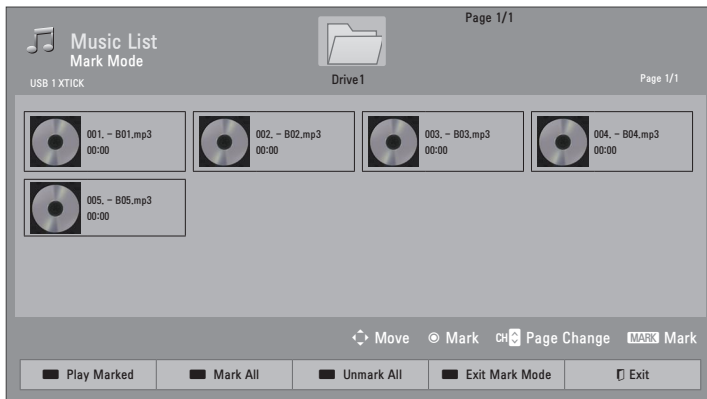 Page 1/1
Music List
Mark Mode
USB 1 XTICK
Drive1
Page 1/1
001. - B01.mp3
00:00
002. - B02.mp3
00:00
003. - B03.mp3
00:00
004. - B04.mp3
00:00
005. - B05.mp3
00:00
Move Mark CH Page Change MARK Mark
Play Marked Mark All Unmark All Exit Mark Mode Exit